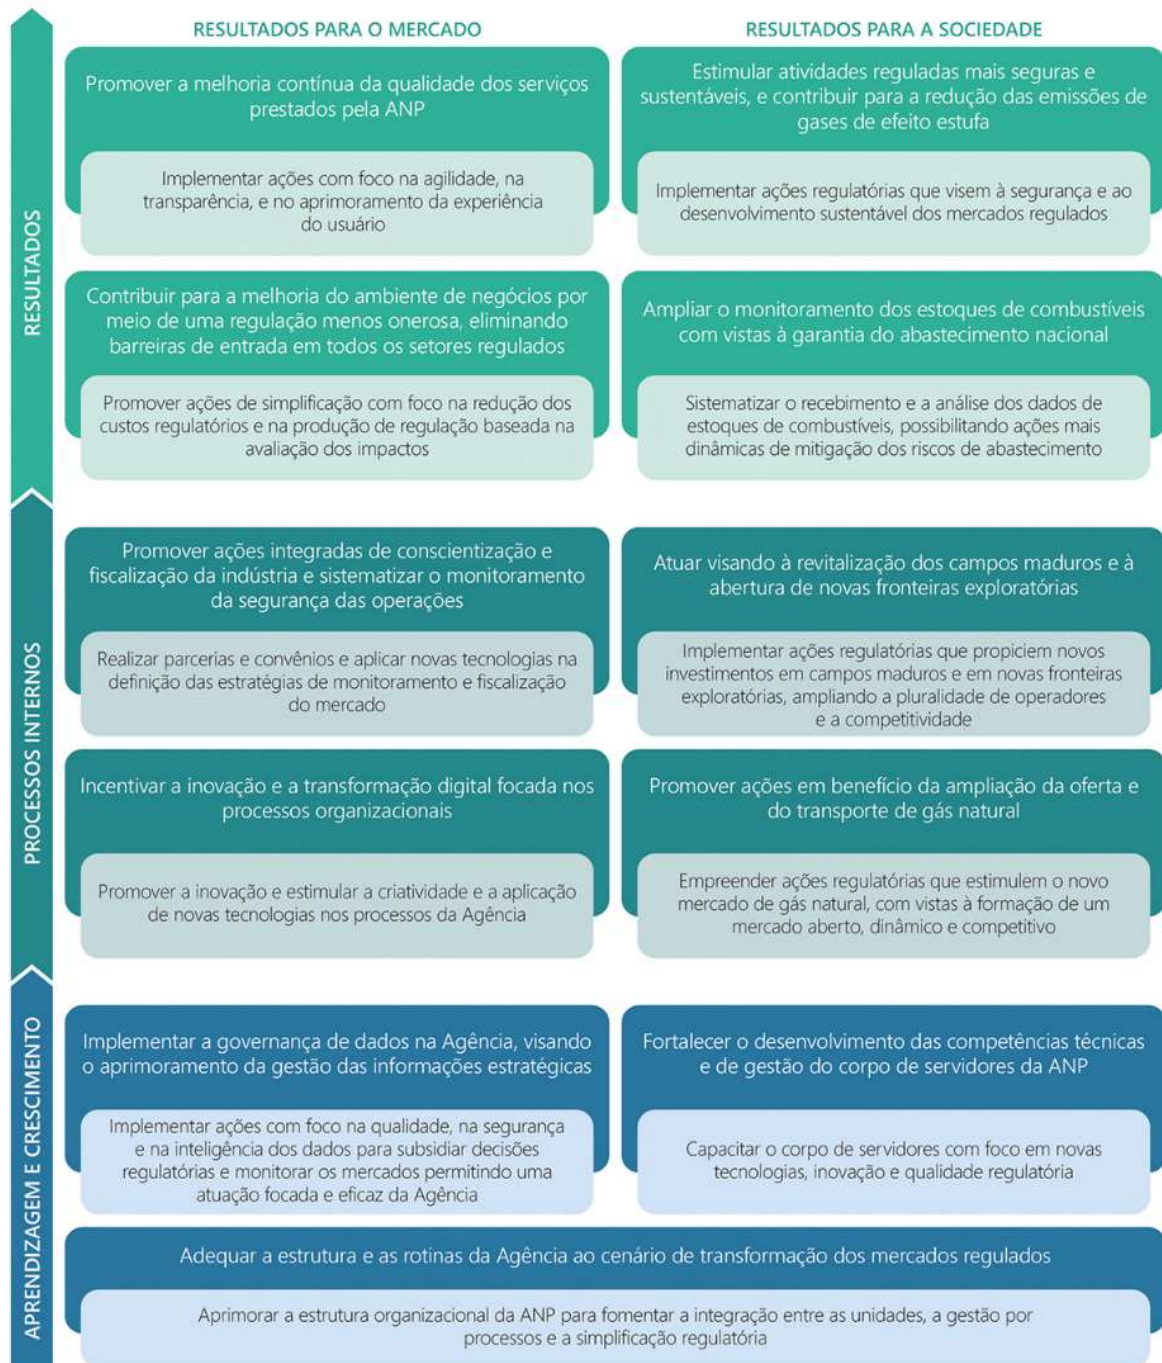 RESULTADOS PARA O MERCADO
RESULTADOS PARA A SOCIEDADE
RESULTADOS
Promover a melhoria contínua da qualidade dos serviços
prestados pela ANP
Implementar ações com foco na agilidade, na
transparência, e no aprimoramento da experiência
do usuário
Estimular atividades reguladas mais seguras e
sustentáveis, e contribuir para a redução das emissões de
gases de efeito estufa
Implementar ações regulatórias que visem à segurança e ao
desenvolvimento sustentável dos mercados regulados
Contribuir para a melhoria do ambiente de negócios por
meio de uma regulação menos onerosa, eliminando
barreiras de entrada em todos os setores regulados
Promover ações de simplificação com foco na redução dos
custos regulatórios e na produção de regulação baseada na
avaliação dos impactos
Ampliar o monitoramento dos estoques de combustíveis
com vistas à garantia do abastecimento nacional
Sistematizar o recebimento e a análise dos dados de
estoques de combustíveis, possibilitando ações mais
dinâmicas de mitigação dos riscos de abastecimento
PROCESSOS INTERNOS
Promover ações integradas de conscientização e
fiscalização da indústria e sistematizar o monitoramento
da segurança das operações
Realizar parcerias e convênios e aplicar novas tecnologias na
definição das estratégias de monitoramento e fiscalização
do mercado
Atuar visando à revitalização dos campos maduros e à
abertura de novas fronteiras exploratórias
Implementar ações regulatórias que propiciem novos
investimentos em campos maduros e em novas fronteiras
exploratórias, ampliando a pluralidade de operadores
e a competitividade
Incentivar a inovação e a transformação digital focada nos
processos organizacionais
Promover a inovação e estimular a criatividade e a aplicação
de novas tecnologias nos processos da Agência
Promover ações em benefício da ampliação da oferta e
do transporte de gás natural
Empreender ações regulatórias que estimulem o novo
mercado de gás natural, com vistas à formação de um
mercado aberto, dinâmico e competitivo
APRENDIZAGEM E CRESCIMENTO
Implementar a governança de dados na Agência, visando
o aprimoramento da gestão das informações estratégicas
Implementar ações com foco na qualidade, na segurança
e na inteligência dos dados para subsidiar decisões
regulatórias e monitorar os mercados permitindo uma
atuação focada e eficaz da Agência
Fortalecer o desenvolvimento das competências técnicas
e de gestão do corpo de servidores da ANP
Capacitar o corpo de servidores com foco em novas
tecnologias, inovação e qualidade regulatória
Adequar a estrutura e as rotinas da Agência ao cenário de transformação dos mercados regulados
Aprimorar a estrutura organizacional da ANP para fomentar a integração entre as unidades, a gestão por
processos e a simplificação regulatória